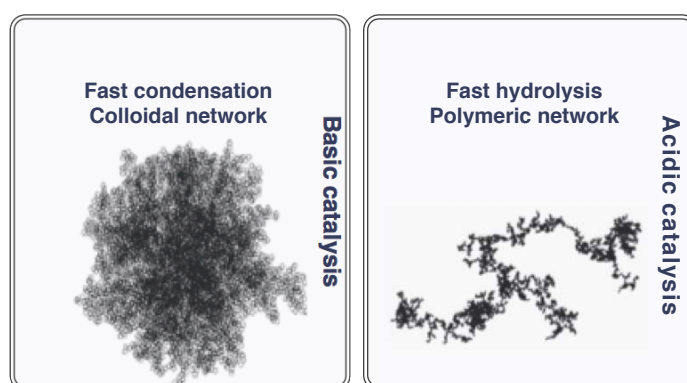 Fast condensation
Colloidal network
Basic catalysis
Fast hydrolysis
Polymeric network
Acidic catalysis